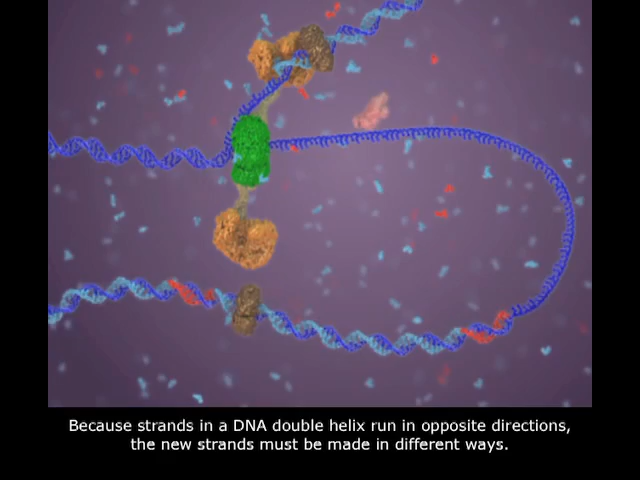 Because strands in a DNA double helix run in opposite directions,
the new strands must be made in different ways.